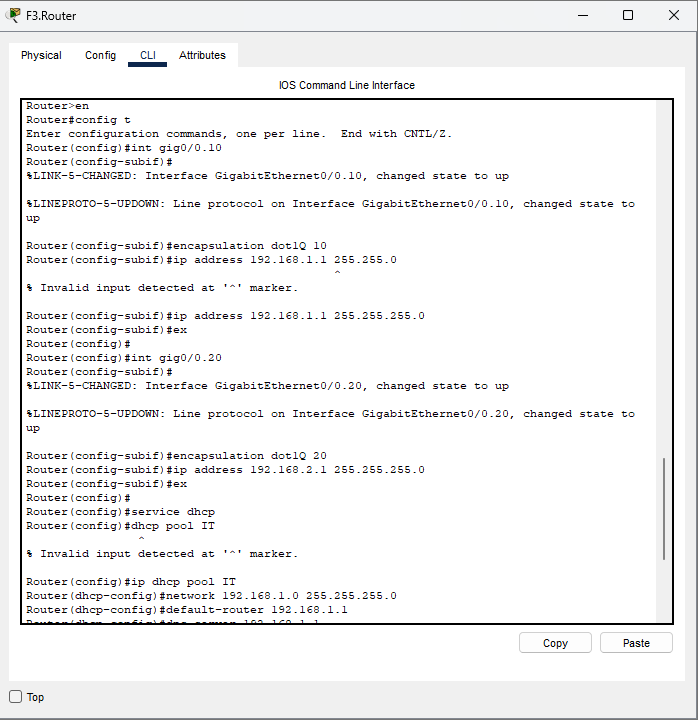 F3.Router
Physical Config CLI Attributes
IOS Command Line Interface
Router>en
Router#config t
Enter configuration commands, one per line.  End with CNTL/Z.
Router(config)#int gig0/0.10
Router(config-subif)#
%LINK-5-CHANGED: Interface GigabitEthernet0/0.10, changed state to up
%LINEPROTO-5-UPDOWN: Line protocol on Interface GigabitEthernet0/0.10, changed state to
up
Router(config-subif)#encapsulation dot1Q 10
Router(config-subif)#ip address 192.168.1.1 255.255.0
^
% Invalid input detected at '^' marker.
Router(config-subif)#ip address 192.168.1.1 255.255.255.0
Router(config-subif)#ex
Router(config)#
Router(config)#int gig0/0.20
Router(config-subif)#
%LINK-5-CHANGED: Interface GigabitEthernet0/0.20, changed state to up
%LINEPROTO-5-UPDOWN: Line protocol on Interface GigabitEthernet0/0.20, changed state to
up
Router(config-subif)#encapsulation dot1Q 20
Router(config-subif)#ip address 192.168.2.1 255.255.255.0
Router(config-subif)#ex
Router(config)#
Router(config)#service dhcp
Router(config)#dhcp pool IT
^
% Invalid input detected at '^' marker.
Router(config)#ip dhcp pool IT
Router(dhcp-config)#network 192.168.1.0 255.255.255.0
Router(dhcp-config)#default-router 192.168.1.1
Router(dhcp-config)#dns-server 192.168.1.1
Copy Paste
Top